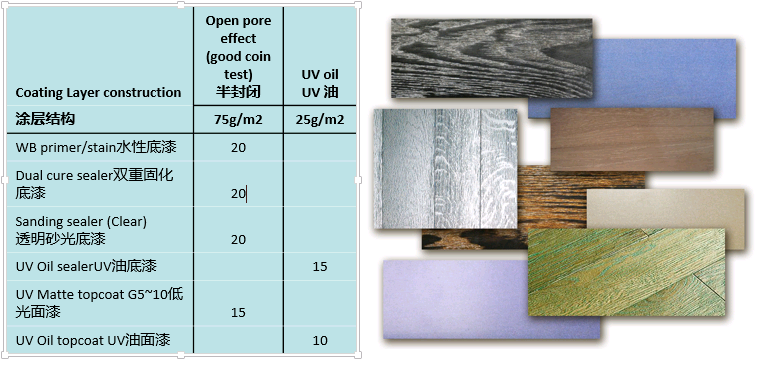 Coating Layer construction
Open pore
effect
(good coin
test)
半封闭
UV oil
UV 油
涂层结构
75g/m2
25g/m2
WB primer/stain水性底漆
20
Dual cure sealer双重固化
底漆
20
Sanding sealer (Clear)
透明砂光底漆
20
UV Oil sealerUV油底漆
15
UV Matte topcoat G5~10低
光面漆
15
UV Oil topcoat UV油面漆
10